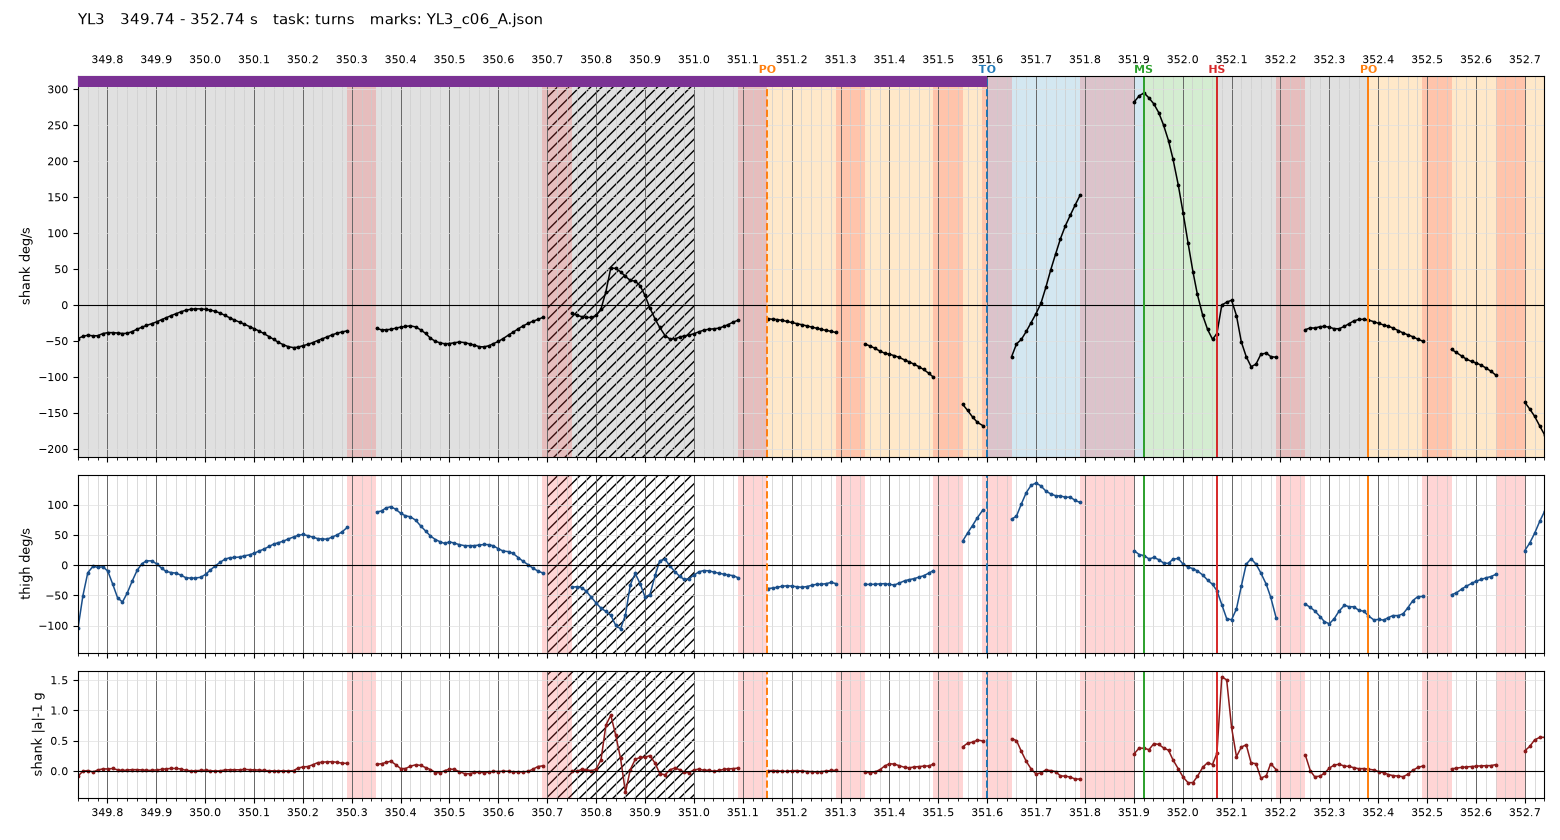 YL3   349.74 - 352.74 s   task: turns   marks: YL3_c06_A.json
349.8 349.9 350.0 350.1 350.2 350.3 350.4 350.5 350.6 350.7 350.8 350.9 351.0 351.1 351.2 351.3 351.4 351.5 351.6 351.7 351.8 351.9 352.0 352.1 352.2 352.3 352.4 352.5 352.6 352.7
PO TO MS HS PO
shank deg/s
300
250
200
150
100
50
0
−50
−100
−150
−200
thigh deg/s
100
50
0
−50
−100
shank |a|-1 g
1.5
1.0
0.5
0.0
349.8 349.9 350.0 350.1 350.2 350.3 350.4 350.5 350.6 350.7 350.8 350.9 351.0 351.1 351.2 351.3 351.4 351.5 351.6 351.7 351.8 351.9 352.0 352.1 352.2 352.3 352.4 352.5 352.6 352.7